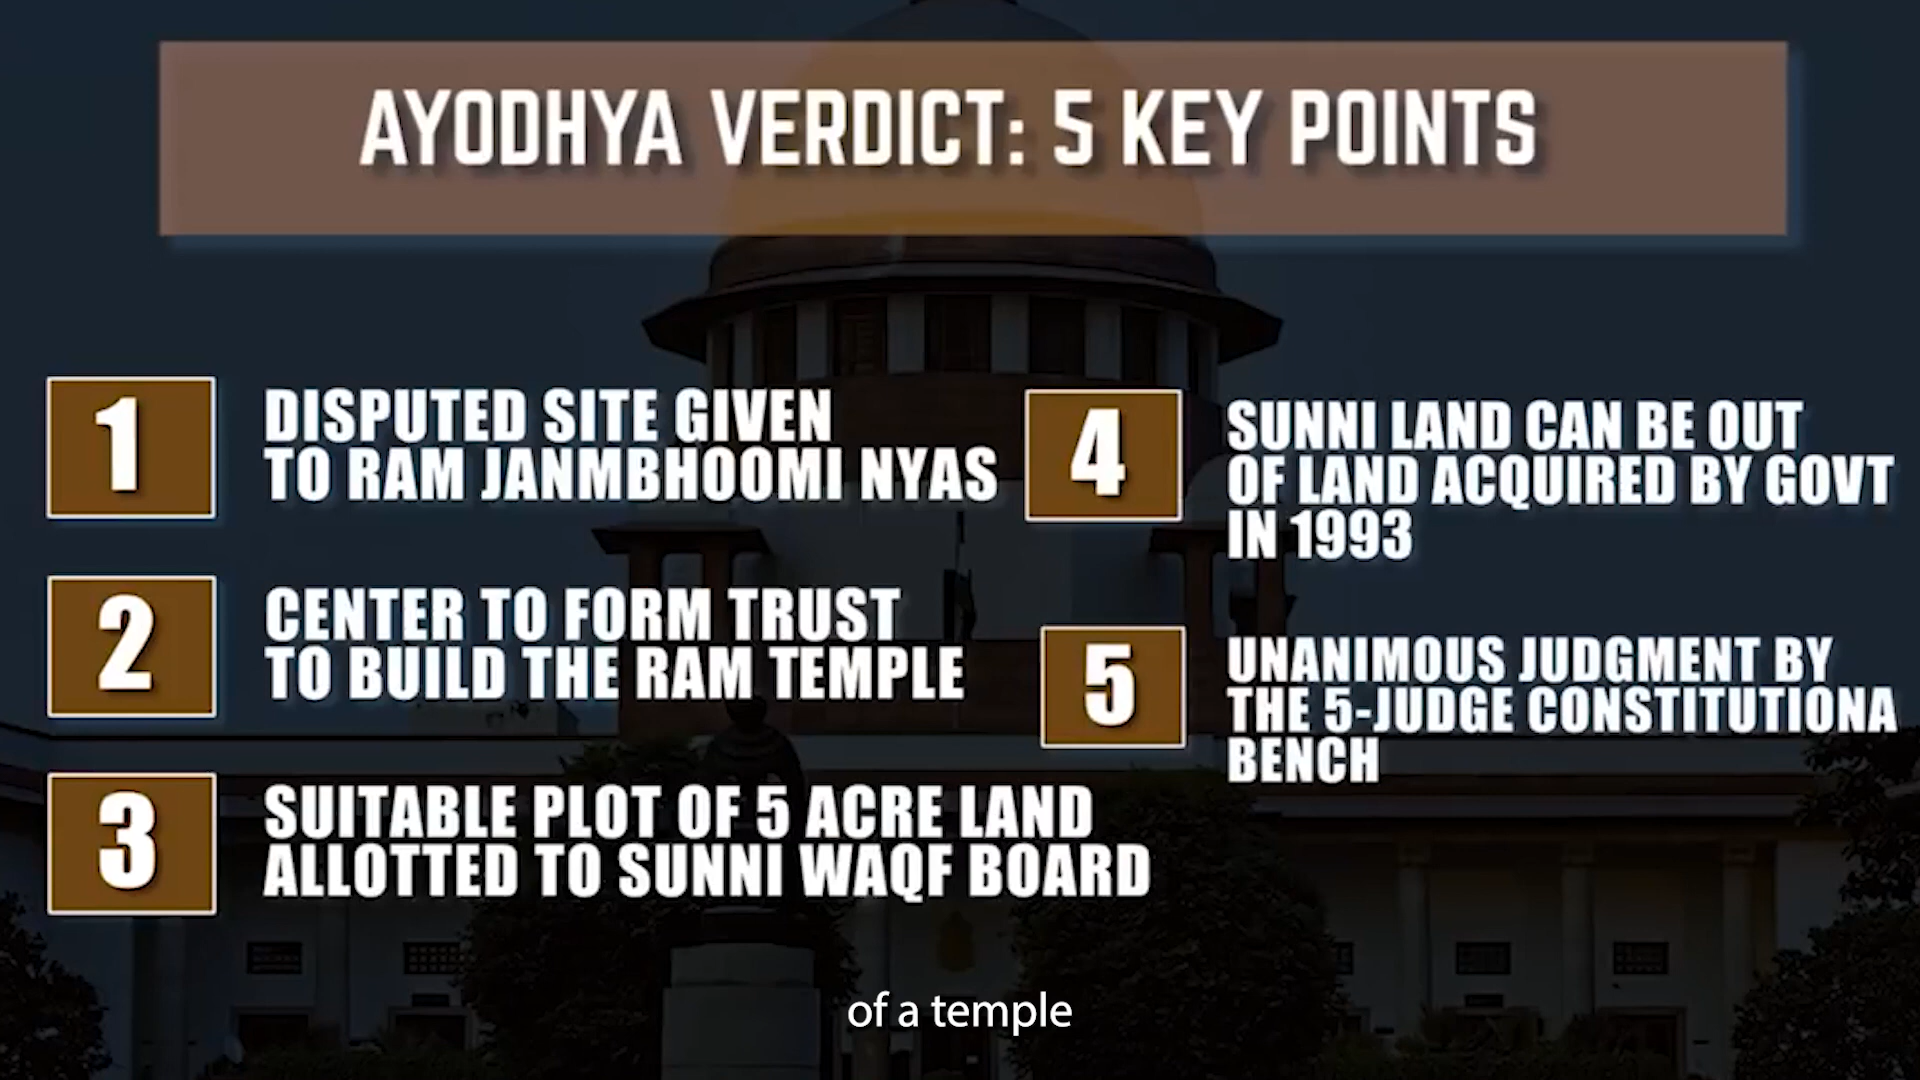 AYODHYA VERDICT: 5 KEY POINTS
1
DISPUTED SITE GIVEN
TO RAM JANMBHOOMI NYAS
2
CENTER TO FORM TRUST
TO BUILD THE RAM TEMPLE
3
SUITABLE PLOT OF 5 ACRE LAND
ALLOTTED TO SUNNI WAQF BOARD
4
SUNNI LAND CAN BE OUT
OF LAND ACQUIRED BY GOVT
IN 1993
5
UNANIMOUS JUDGMENT BY
THE 5-JUDGE CONSTITUTIONA
BENCH
of a temple